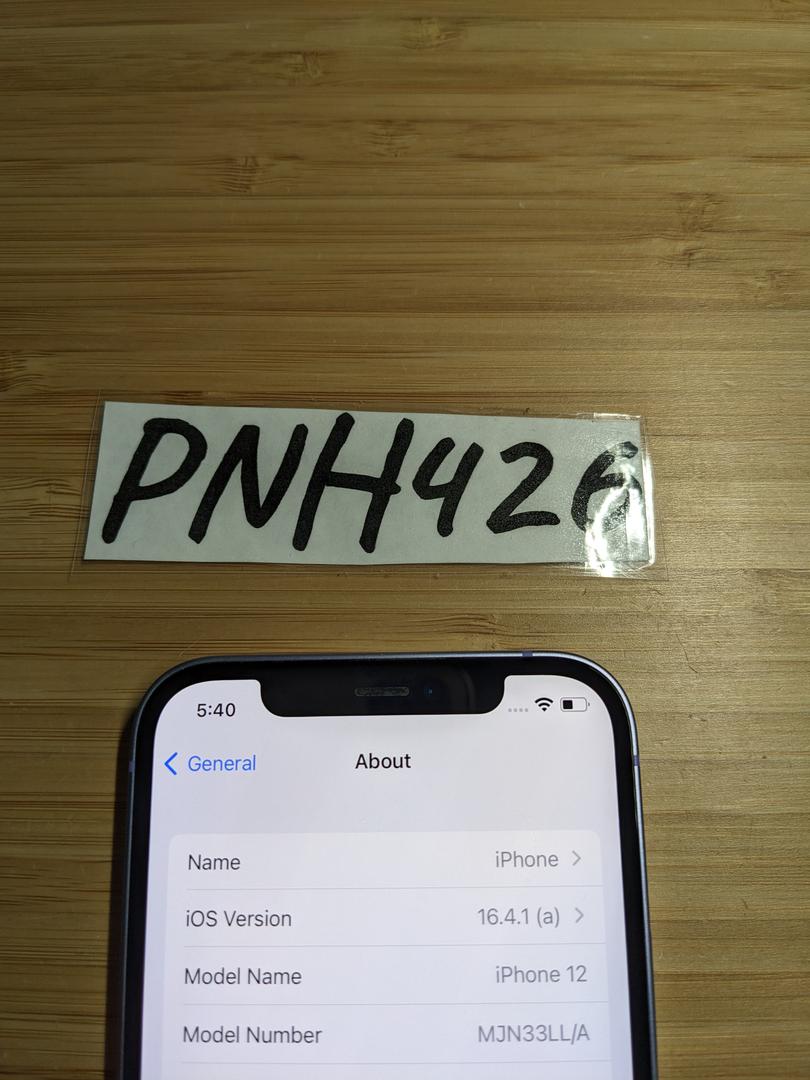 PNH426
5:40
General
About
Name iPhone
iOS Version 16.4.1 (a)
Model Name iPhone 12
Model Number MJN33LL/A